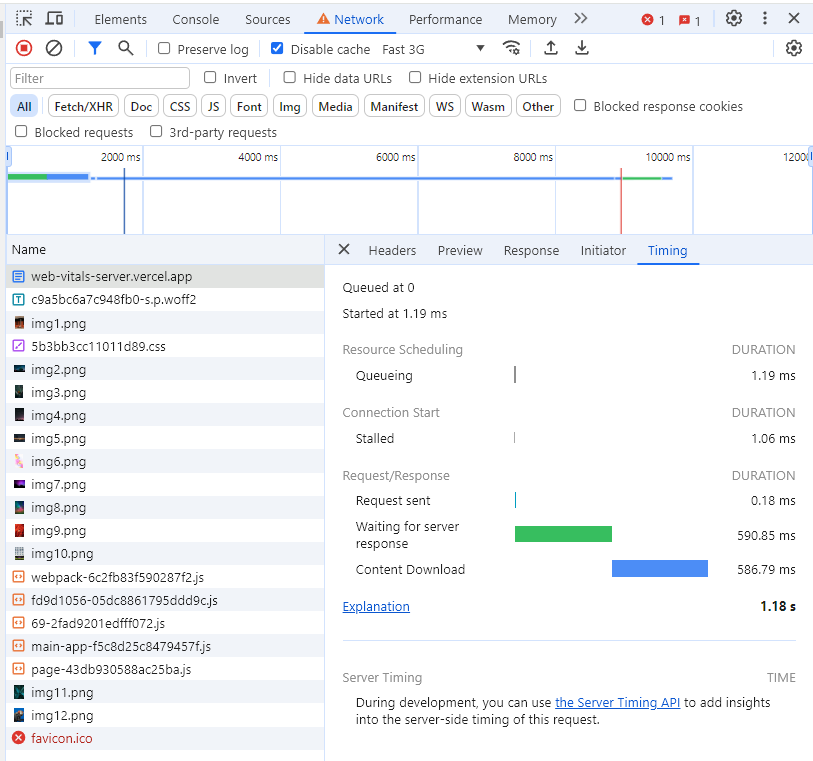 Elements Console Sources Network Performance Memory 1 1
Preserve log Disable cache Fast 3G
Filter Invert Hide data URLs Hide extension URLs
All Fetch/XHR Doc CSS JS Font Img Media Manifest WS Wasm Other Blocked response cookies
Blocked requests 3rd-party requests
2000 ms 4000 ms 6000 ms 8000 ms 10000 ms 12000
Name
web-vitals-server.vercel.app
c9a5bc6a7c948fb0-s.p.woff2
img1.png
5b3bb3cc11011d89.css
img2.png
img3.png
img4.png
img5.png
img6.png
img7.png
img8.png
img9.png
img10.png
webpack-6c2fb83f590287f2.js
fd9d1056-05dc8861795ddd9c.js
69-2fad9201edfff072.js
main-app-f5c8d25c8479457f.js
page-43db930588ac25ba.js
img11.png
img12.png
favicon.ico
Headers Preview Response Initiator Timing
Queued at 0
Started at 1.19 ms
Resource Scheduling DURATION
Queueing 1.19 ms
Connection Start DURATION
Stalled 1.06 ms
Request/Response DURATION
Request sent 0.18 ms
Waiting for server
response 590.85 ms
Content Download 586.79 ms
Explanation 1.18 s
Server Timing TIME
During development, you can use the Server Timing API to add insights
into the server-side timing of this request.